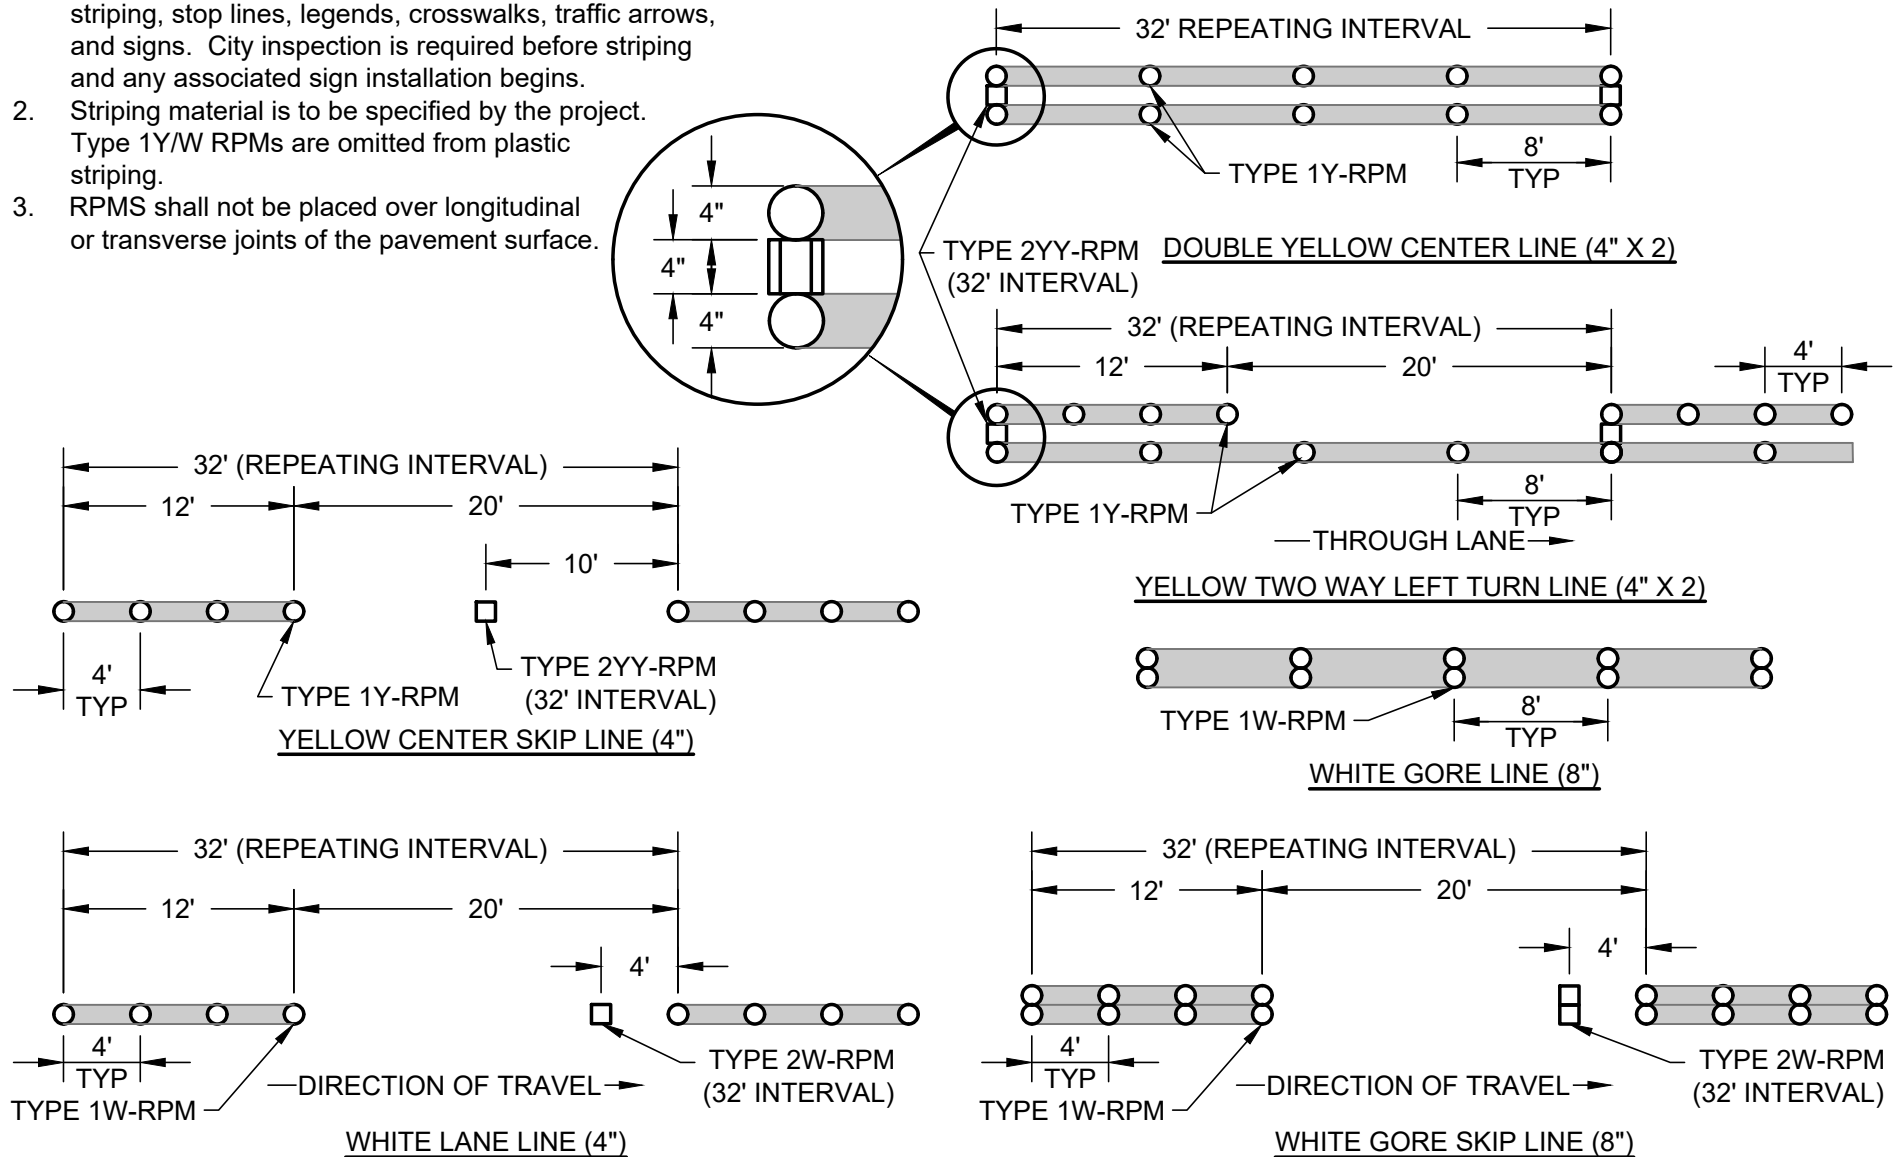 striping, stop lines, legends, crosswalks, traffic arrows,
and signs. City inspection is required before striping
and any associated sign installation begins.
2. Striping material is to be specified by the project.
Type 1Y/W RPMs are omitted from plastic
striping.
3. RPMS shall not be placed over longitudinal
or transverse joints of the pavement surface.
4"
4"
4"
32' REPEATING INTERVAL
8'
TYP
TYPE 1Y-RPM
TYPE 2YY-RPM
(32' INTERVAL)
DOUBLE YELLOW CENTER LINE (4" X 2)
32' (REPEATING INTERVAL)
12'
20'
4'
TYP
8'
TYP
TYPE 1Y-RPM
THROUGH LANE
YELLOW TWO WAY LEFT TURN LINE (4" X 2)
32' (REPEATING INTERVAL)
12'
20'
10'
4'
TYP
TYPE 1Y-RPM
TYPE 2YY-RPM
(32' INTERVAL)
YELLOW CENTER SKIP LINE (4")
TYPE 1W-RPM
8'
TYP
WHITE GORE LINE (8")
32' (REPEATING INTERVAL)
12'
20'
4'
4'
TYP
TYPE 1W-RPM
DIRECTION OF TRAVEL
TYPE 2W-RPM
(32' INTERVAL)
WHITE LANE LINE (4")
32' (REPEATING INTERVAL)
12'
20'
4'
4'
TYP
TYPE 1W-RPM
DIRECTION OF TRAVEL
TYPE 2W-RPM
(32' INTERVAL)
WHITE GORE SKIP LINE (8")